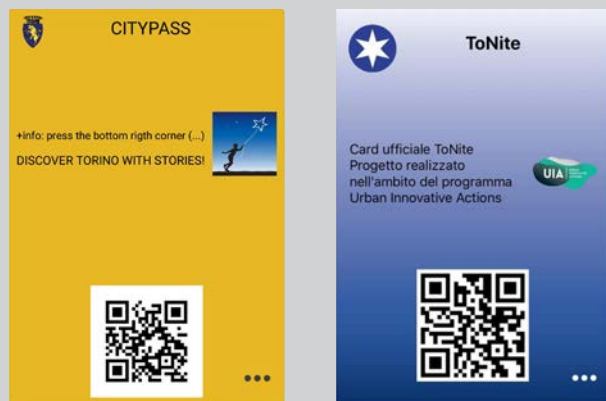 CITYPASS
+info: press the bottom rigth corner (...)
DISCOVER TORINO WITH STORIES!
ToNite
Card ufficiale ToNite
Progetto realizzato
nell'ambito del programma
Urban Innovative Actions
UIA